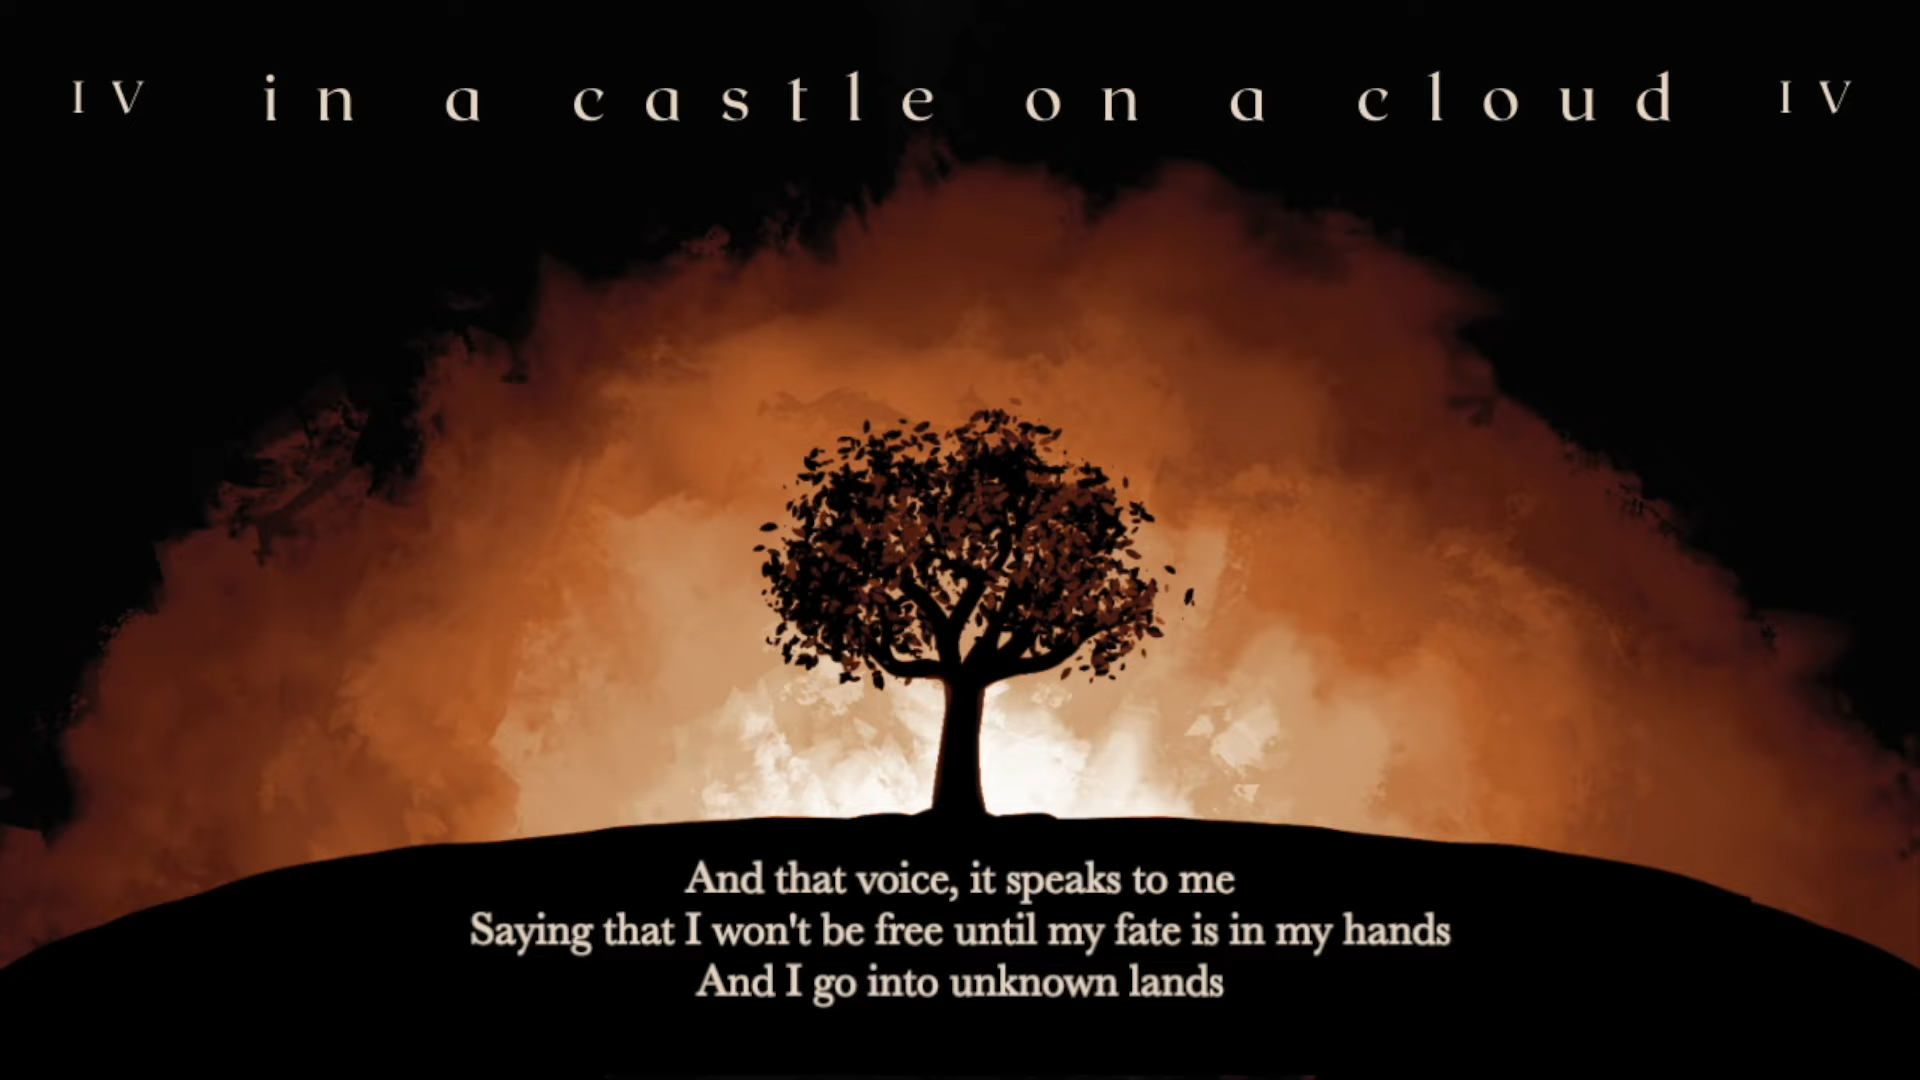 IV in a castle on a cloud IV
And that voice, it speaks to me
Saying that I won't be free until my fate is in my hands
And I go into unknown lands